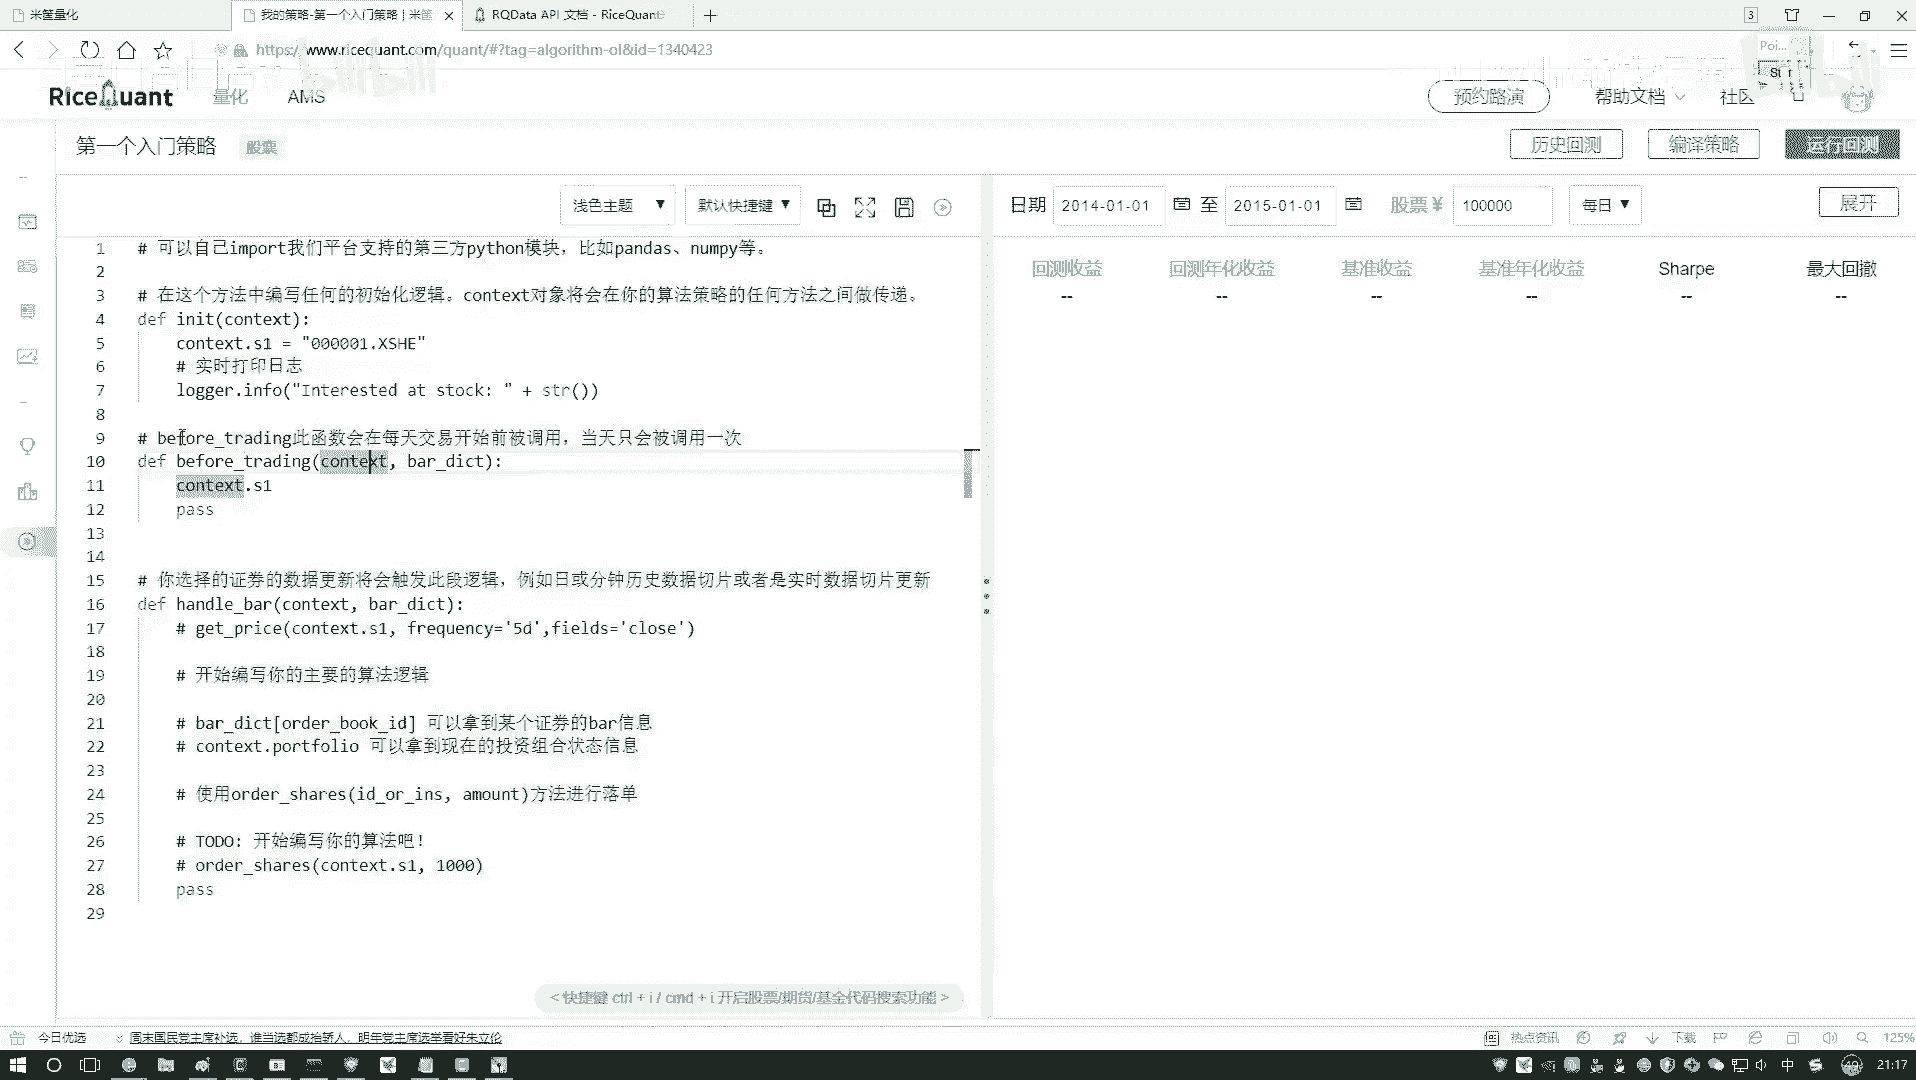 米筐量化
我的策略-第一个入门策略 | 米筐
RQData API 文档 - RiceQuant
3
https://www.ricequant.com/quant/#?tag=algorithm-ol&id=1340423
Poi...
RiceQuant 量化 AMS 预约路演 帮助文档 社区
第一个入门策略 股票 历史回测 编译策略 运行回测
浅色主题 ▼ 默认快捷键 ▼
日期 2014-01-01 至 2015-01-01 股票 ¥ 100000 每日 ▼ 展开
回测收益 回测年化收益 基准收益 基准年化收益 Sharpe 最大回撤
-- -- -- -- -- --
1 # 可以自己import我们平台支持的第三方python模块，比如pandas、numpy等。
2
3 # 在这个方法中编写任何的初始化逻辑。context对象将会在你的算法策略的任何方法之间做传递。
4 def init(context):
5 context.s1 = "000001.XSHE"
6 # 实时打印日志
7 logger.info("Interested at stock: " + str())
8
9 # before_trading此函数会在每天交易开始前被调用，当天只会被调用一次
10 def before_trading(context, bar_dict):
11 context.s1
12 pass
13
14
15 # 你选择的证券的数据更新将会触发此段逻辑，例如日或分钟历史数据切片或者是实时数据切片更新
16 def handle_bar(context, bar_dict):
17 # get_price(context.s1, frequency='5d',fields='close')
18
19 # 开始编写你的主要的算法逻辑
20
21 # bar_dict[order_book_id] 可以拿到某个证券的bar信息
22 # context.portfolio 可以拿到现在的投资组合状态信息
23
24 # 使用order_shares(id_or_ins, amount)方法进行落单
25
26 # TODO: 开始编写你的算法吧!
27 # order_shares(context.s1, 1000)
28 pass
29
< 快捷键 ctrl + i / cmd + i 开启股票/期货/基金代码搜索功能 >
今日优选 周末国民党主席补选，谁当选都成抬轿人，明年党主席选举看好朱立伦 热点资讯 下载 125%
中 49 21:17